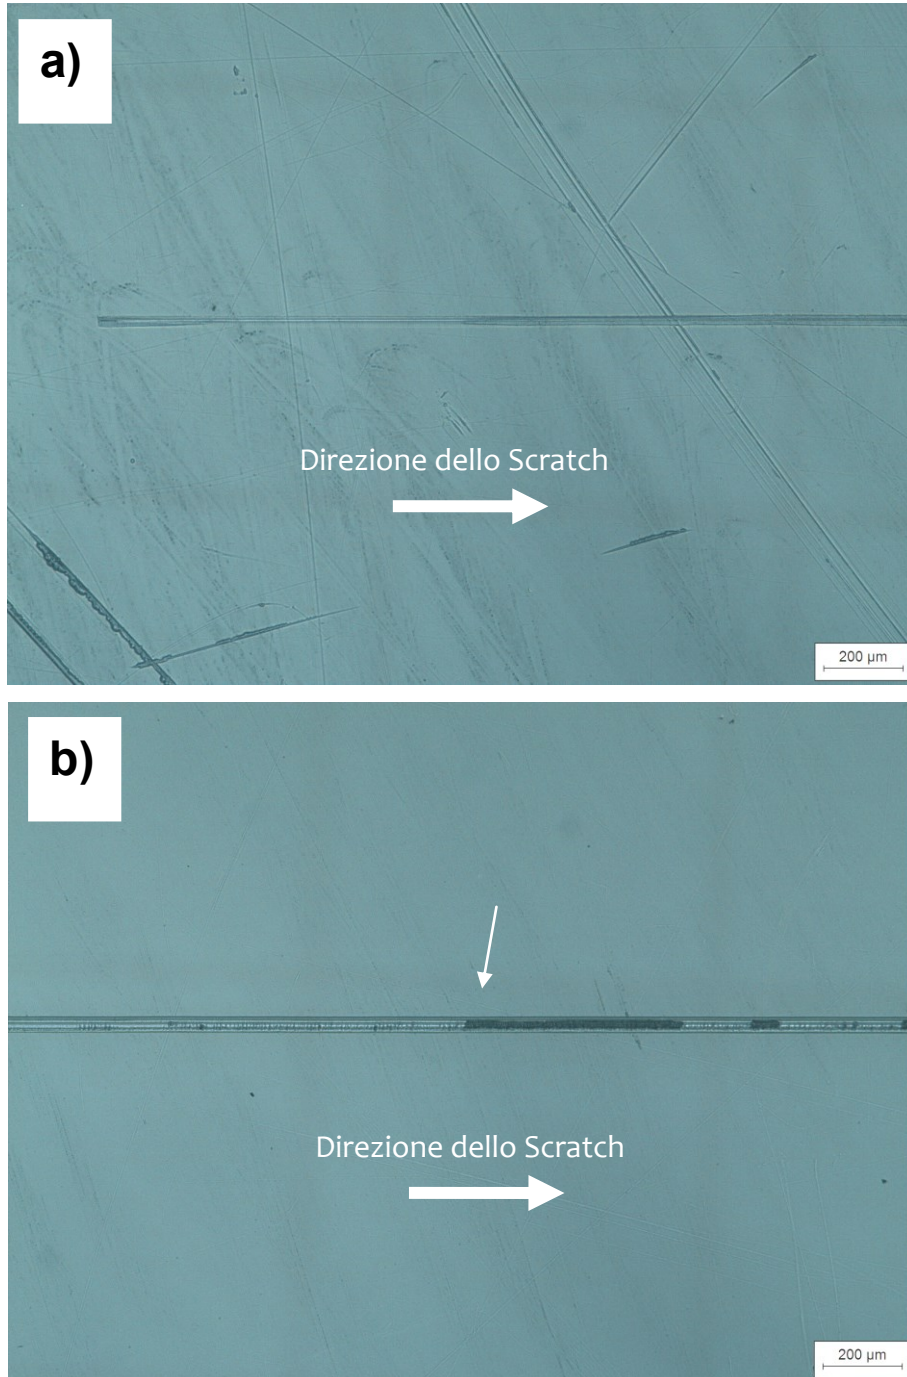 a)
Direzione dello Scratch
200 µm
b)
Direzione dello Scratch
200 µm